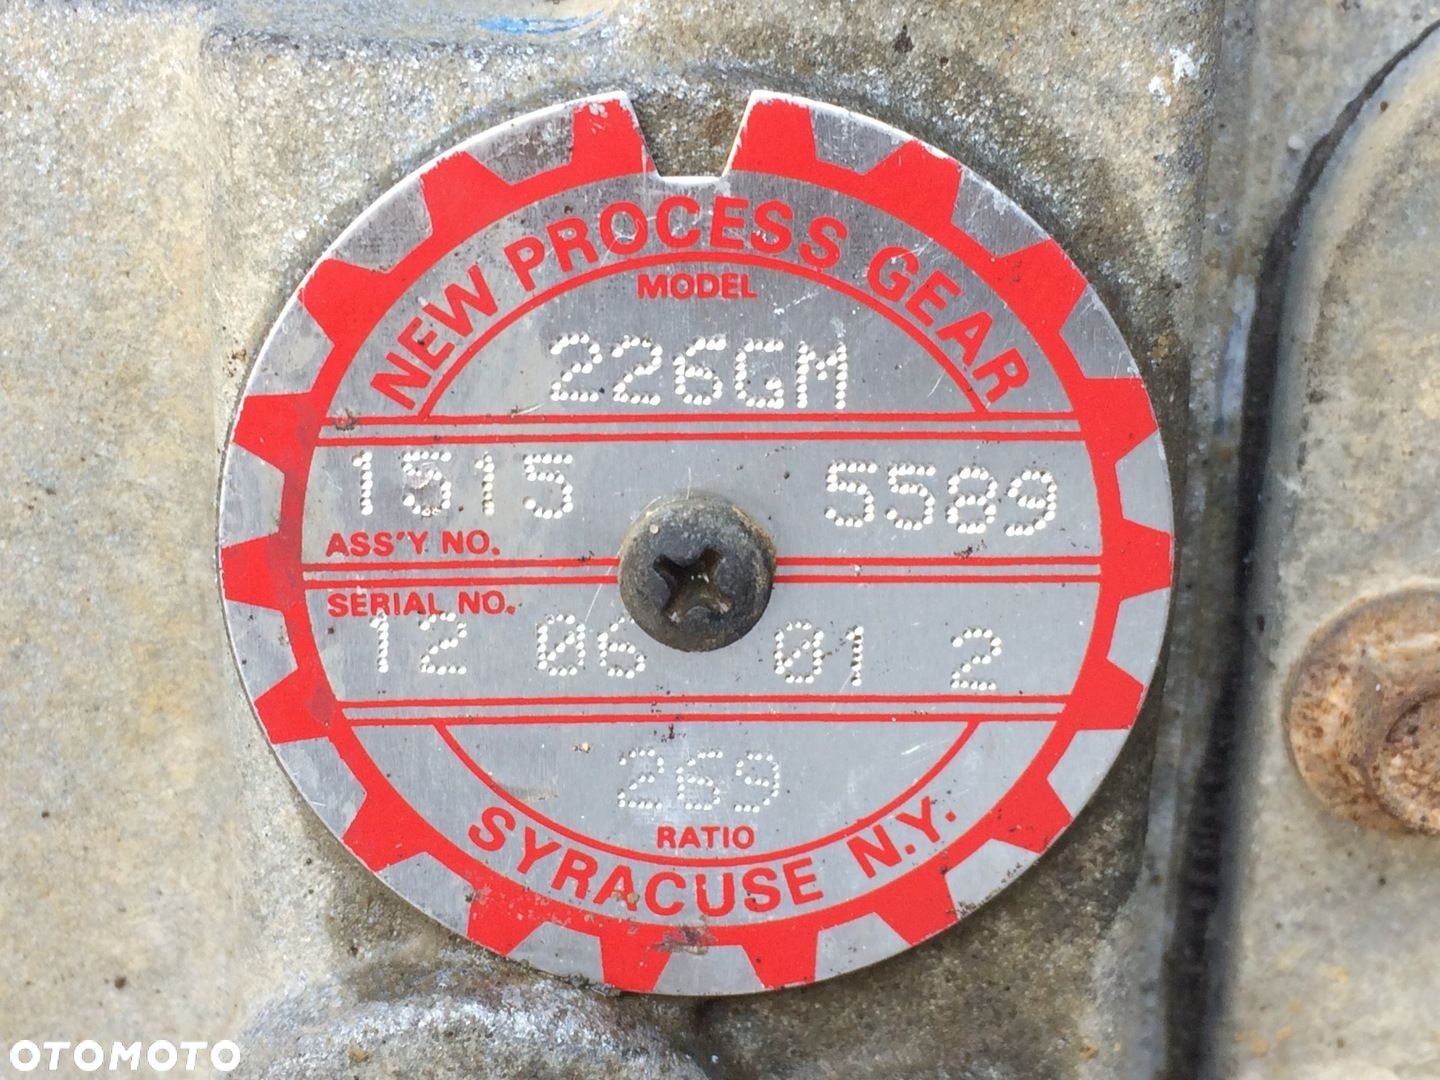 NEW PROCESS GEAR
MODEL
226GM
1515 5589
ASS'Y NO.
SERIAL NO.
12 06 01 2
269
RATIO
SYRACUSE N.Y.
OTOMOTO